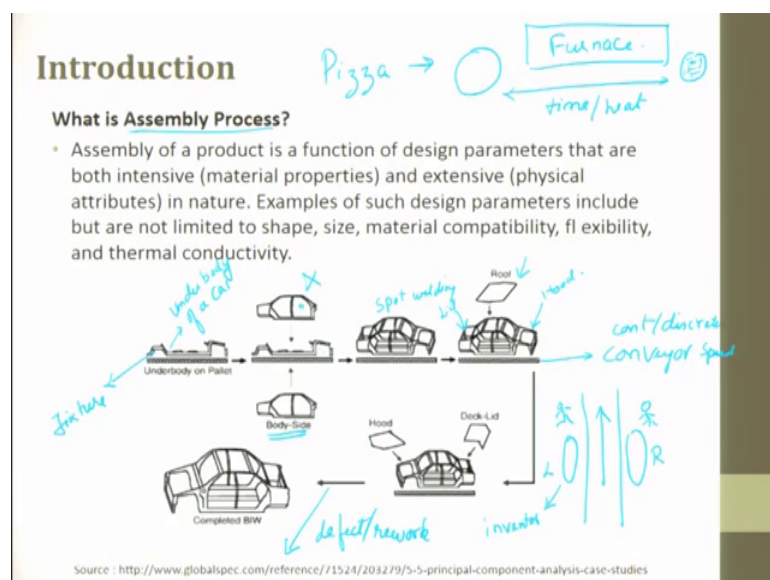 Introduction
Pizza →
Furnace.
time/heat
What is Assembly Process?
• Assembly of a product is a function of design parameters that are
both intensive (material properties) and extensive (physical
attributes) in nature. Examples of such design parameters include
but are not limited to shape, size, material compatibility, fl exibility,
and thermal conductivity.
under body
of a car
X
spot welding
Roof
Hood.
cont/discrete
conveyor speed
Underbody on Pallet
fixture
Body-Side
Hood
Deck-Lid
L
R
Completed BIW
defect/rework
Source : http://www.globalspec.com/reference/71524/203279/5-5-principal-component-analysis-case-studies